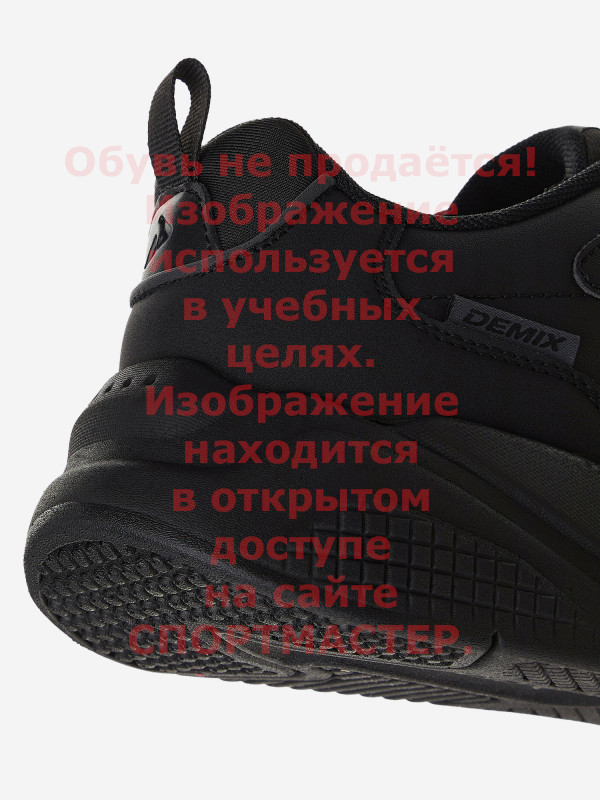 Обувь не продаётся!
Изображение
используется
в учебных
DEMIX
целях.
Изображение
находится
в открытом
доступе
на сайте
СПОРТМАСТЕР.